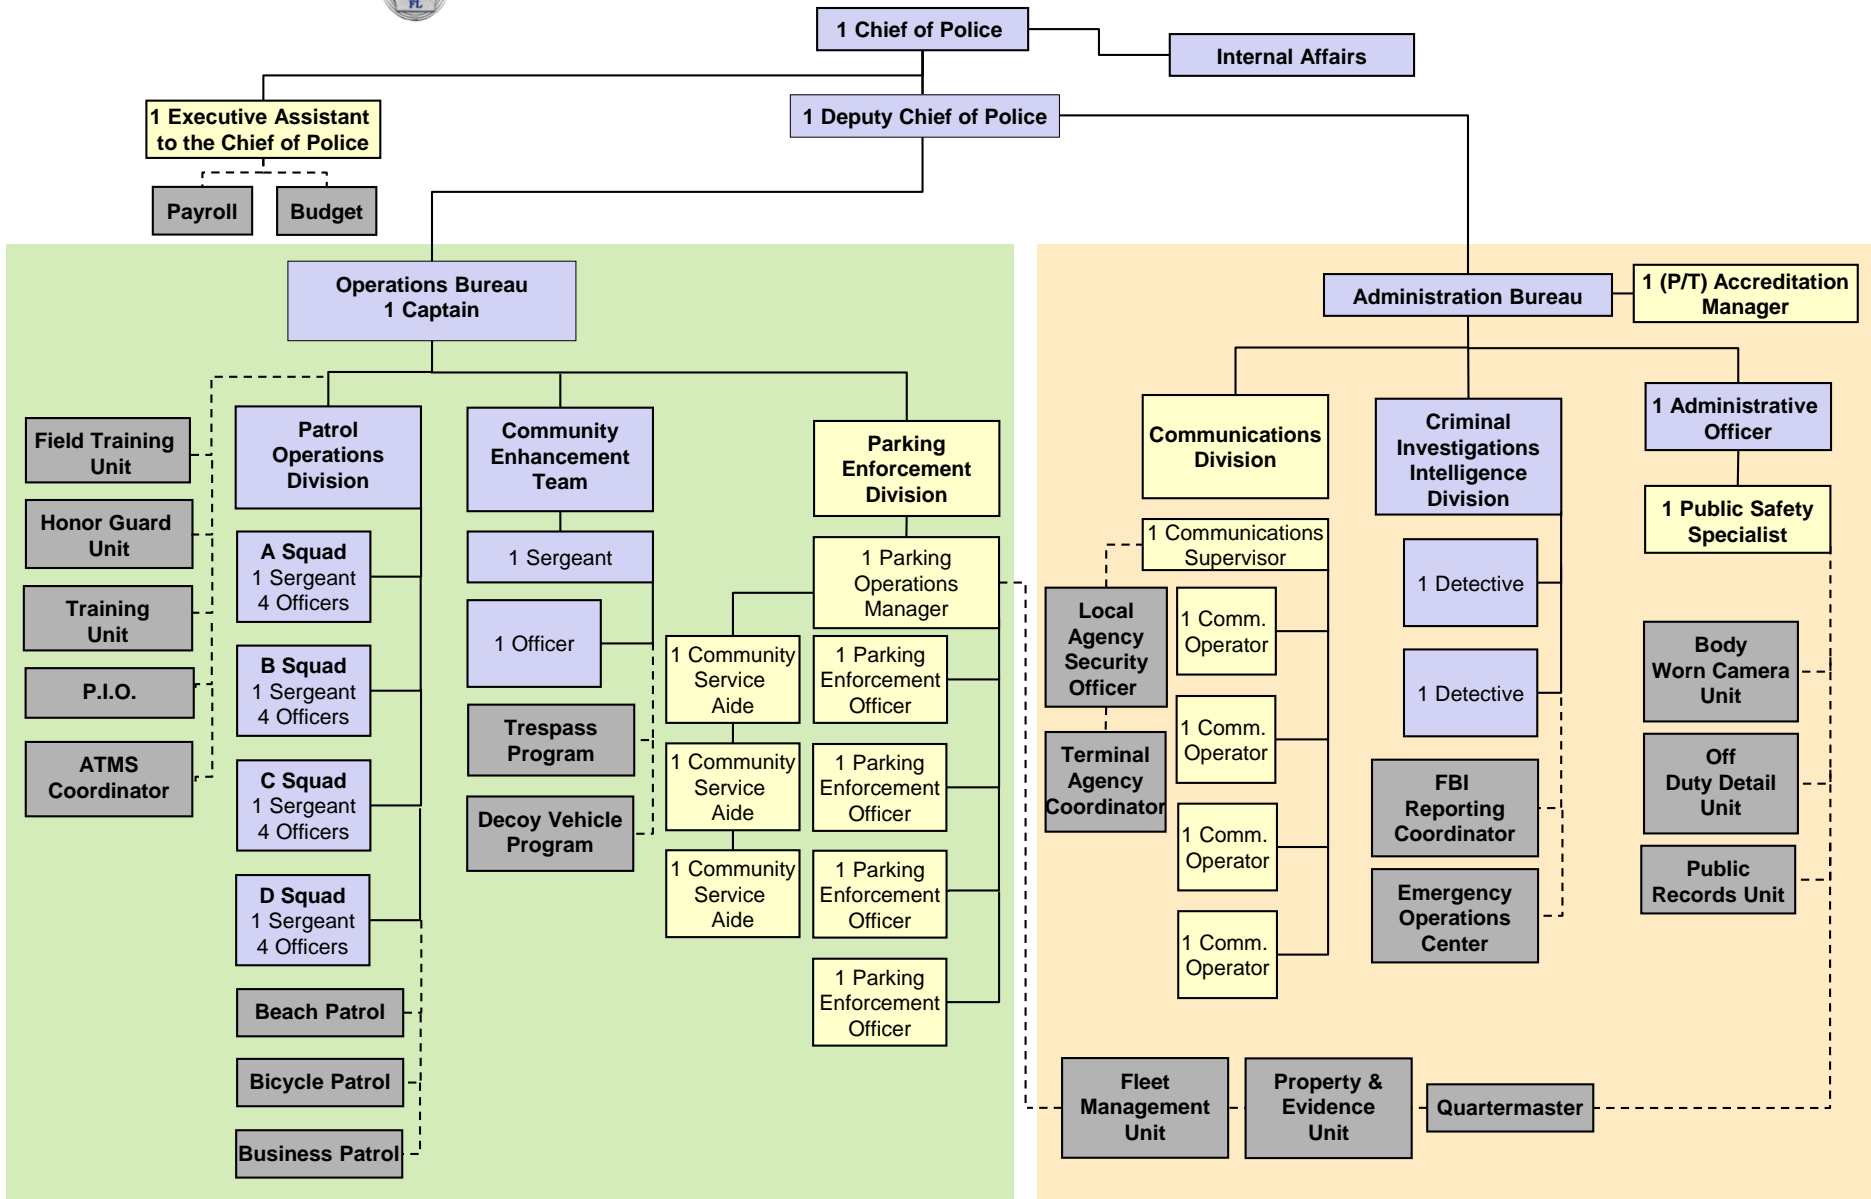 FL
1 Chief of Police
Internal Affairs
1 Executive Assistant
to the Chief of Police
1 Deputy Chief of Police
Payroll
Budget
Operations Bureau
1 Captain
Administration Bureau
1 (P/T) Accreditation
Manager
Field Training
Unit
Honor Guard
Unit
Training
Unit
P.I.O.
ATMS
Coordinator
Patrol
Operations
Division
A Squad
1 Sergeant
4 Officers
B Squad
1 Sergeant
4 Officers
C Squad
1 Sergeant
4 Officers
D Squad
1 Sergeant
4 Officers
Beach Patrol
Bicycle Patrol
Business Patrol
Community
Enhancement
Team
1 Sergeant
1 Officer
Trespass
Program
Decoy Vehicle
Program
Parking
Enforcement
Division
1 Parking
Operations
Manager
1 Community
Service
Aide
1 Community
Service
Aide
1 Community
Service
Aide
1 Parking
Enforcement
Officer
1 Parking
Enforcement
Officer
1 Parking
Enforcement
Officer
1 Parking
Enforcement
Officer
Communications
Division
1 Communications
Supervisor
Local
Agency
Security
Officer
Terminal
Agency
Coordinator
1 Comm.
Operator
1 Comm.
Operator
1 Comm.
Operator
1 Comm.
Operator
Criminal
Investigations
Intelligence
Division
1 Detective
1 Detective
FBI
Reporting
Coordinator
Emergency
Operations
Center
1 Administrative
Officer
1 Public Safety
Specialist
Body
Worn Camera
Unit
Off
Duty Detail
Unit
Public
Records Unit
Fleet
Management
Unit
Property &
Evidence
Unit
Quartermaster